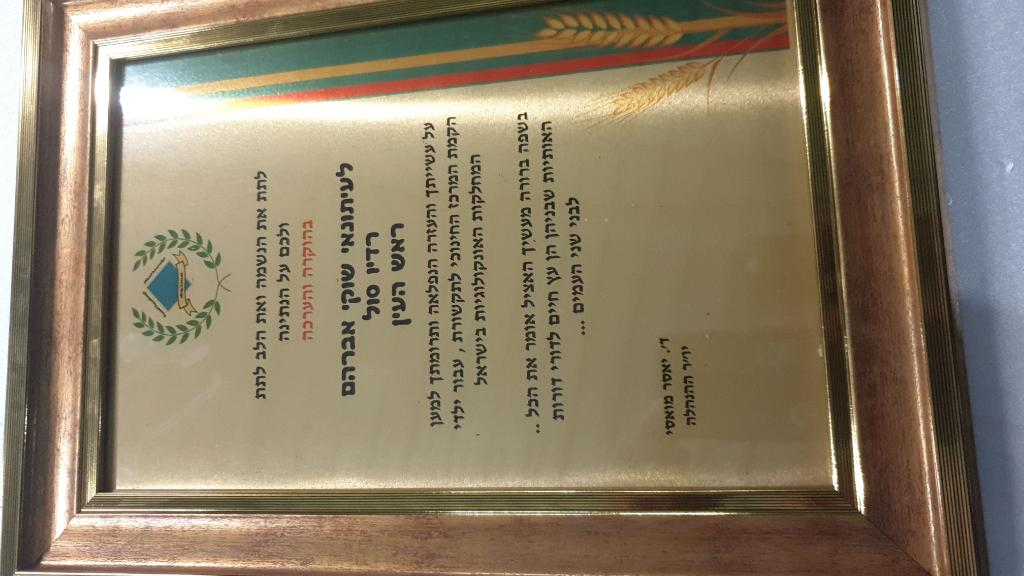 לתת את הנשמה ואת הלב לתת
ולכם על הנתינה
בהוקרה והערכה
לעיתונאי שוקי אברהם
רדיו סול
ראש העין
על עשייתך והעזרה הנפלאה ותרומתך למען
הקמת המרכז החינוכי לתקשורת , עבור ילדי
המחלקות האונקולוגיות בישראל
בשפה ברורה מעשיך האציל אומר את הכל ..
האותיות שבניהן הן עץ חיים לדורי דורות
לבני שני העמים ...
ד. יאסר מואסי
יו״ר ההנהלה